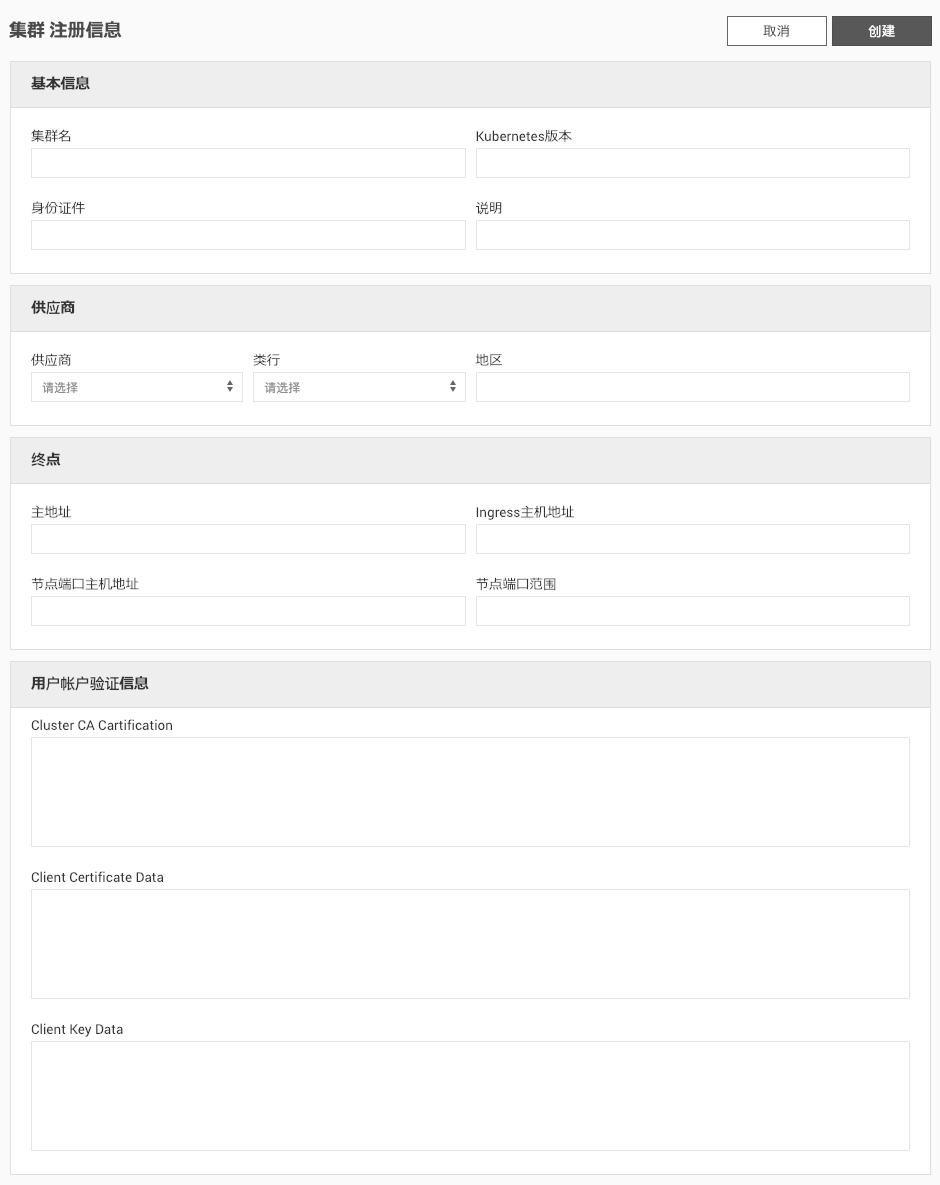 集群 注册信息
取消
创建
基本信息
集群名
Kubernetes版本
身份证件
说明
供应商
供应商
类行
地区
请选择
请选择
终点
主地址
Ingress主机地址
节点端口主机地址
节点端口范围
用户帐户验证信息
Cluster CA Cartification
Client Certificate Data
Client Key Data